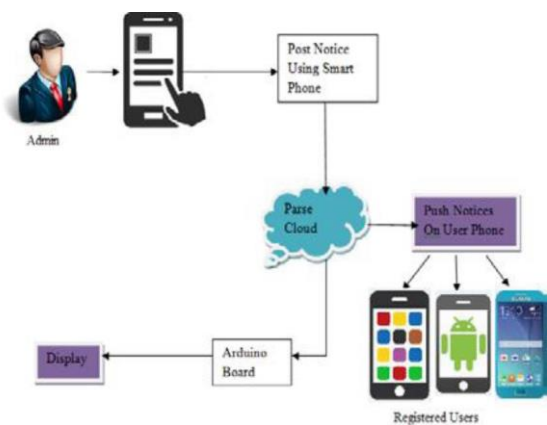 Post Notice
Using Smart
Phone
Admin
Parse
Cloud
Push Notices
On User Phone
Display
Arduino
Board
Registered Users